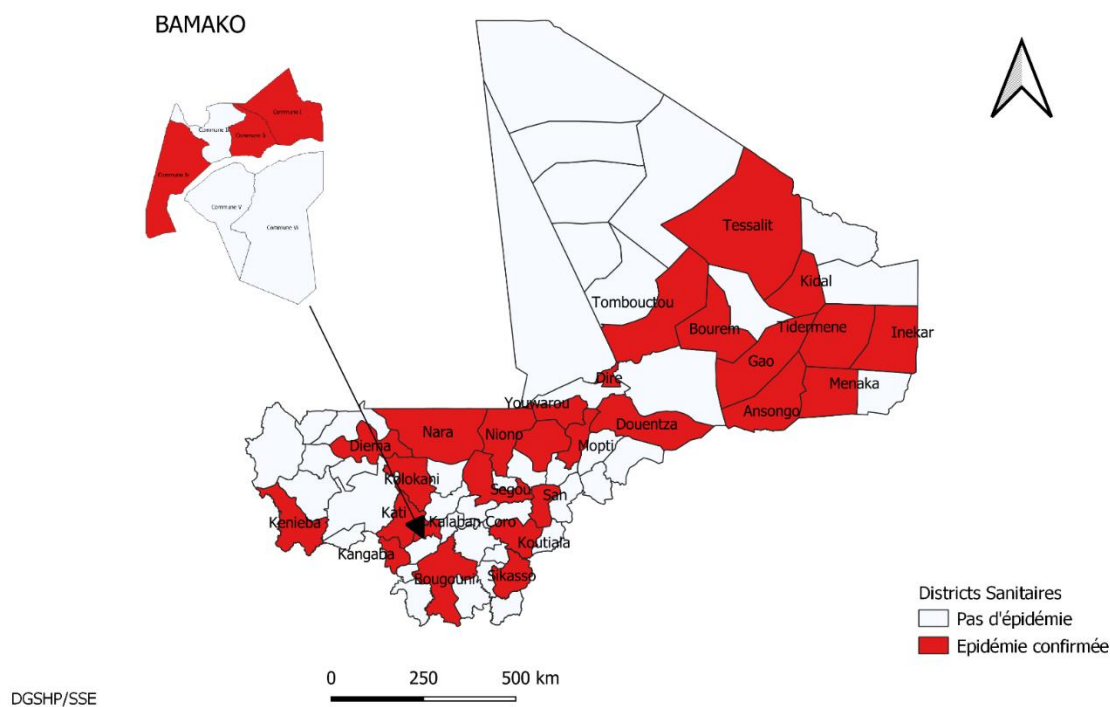 BAMAKO
Commune I
Commune
Commune
Commune IV
Commune V
Commune VI
Tessalit
Kidal
Tombouctou
Bourem
Tidermene
Inekar
Gao
Dire
Menaka
Youwarou
Ansongo
Nara
Niono
Douentza
Diema
Mopti
Kolokani
Segou
San
Kenieba
Kati
Kalaban Coro
Koutiala
Kangaba
Bougouni
Sikasso
Districts Sanitaires
Pas d'épidémie
Epidémie confirmée
0 250 500 km
DGSHP/SSE